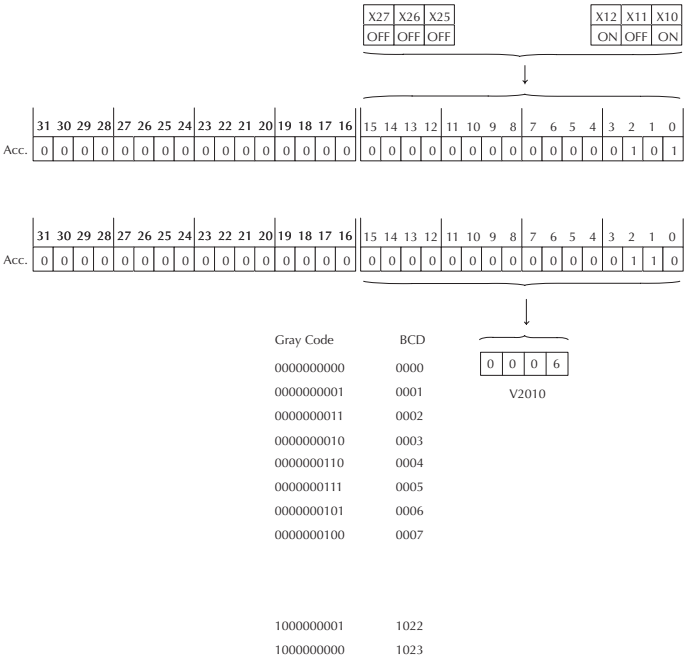 X27 X26 X25 X12 X11 X10
OFF OFF OFF ON OFF ON
31 30 29 28 27 26 25 24 23 22 21 20 19 18 17 16 15 14 13 12 11 10 9 8 7 6 5 4 3 2 1 0
Acc. 0 0 0 0 0 0 0 0 0 0 0 0 0 0 0 0 0 0 0 0 0 0 0 0 0 0 0 0 0 1 0 1
31 30 29 28 27 26 25 24 23 22 21 20 19 18 17 16 15 14 13 12 11 10 9 8 7 6 5 4 3 2 1 0
Acc. 0 0 0 0 0 0 0 0 0 0 0 0 0 0 0 0 0 0 0 0 0 0 0 0 0 0 0 0 0 1 1 0
Gray Code BCD
0000000000 0000 0 0 0 6
0000000001 0001 V2010
0000000011 0002
0000000010 0003
0000000110 0004
0000000111 0005
0000000101 0006
0000000100 0007
1000000001 1022
1000000000 1023